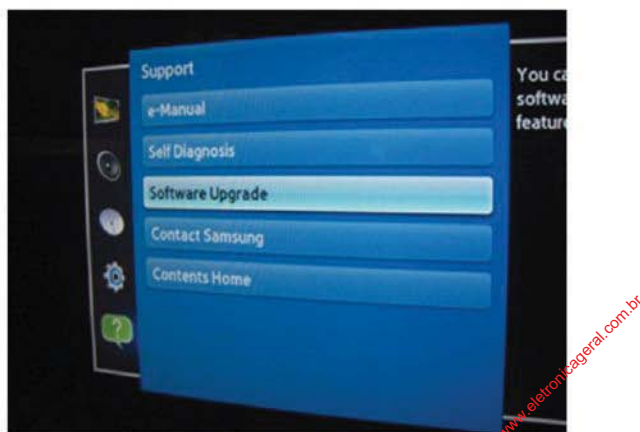 Support
e-Manual
Self Diagnosis
Software Upgrade
Contact Samsung
Contents Home
You ca
softwa
feature
www.eletronicageral.com.br